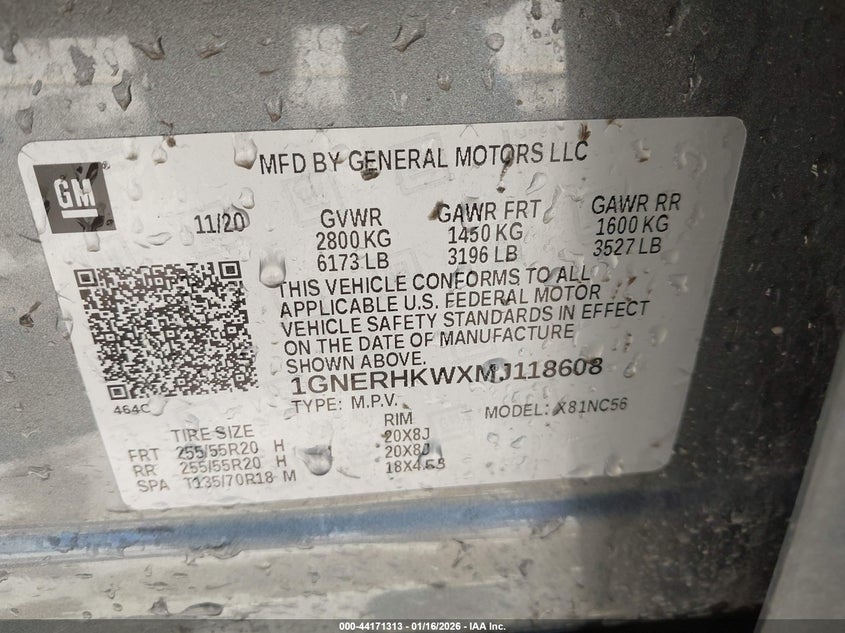 MFD BY GENERAL MOTORS LLC
GM
11/20
GVWR
2800 KG
6173 LB
GAWR FRT
1450 KG
3196 LB
GAWR RR
1600 KG
3527 LB
THIS VEHICLE CONFORMS TO ALL
APPLICABLE U.S. FEDERAL MOTOR
VEHICLE SAFETY STANDARDS IN EFFECT
ON THE DATE OF MANUFACTURE
SHOWN ABOVE.
1GNERHKWXMJ118608
TYPE: M.P.V.
MODEL: X81NC56
464C
TIRE SIZE
RIM
FRT 255/55R20 H 20X8J
RR 255/55R20 H 20X8J
SPA T135/70R18 M 18X4.5B
000-44171313 - 01/16/2026 - IAA Inc.